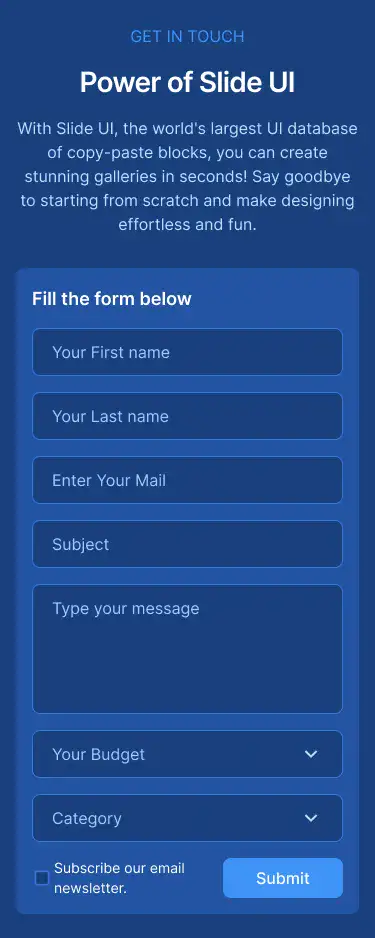 GET IN TOUCH
Power of Slide UI
With Slide UI, the world's largest UI database
of copy-paste blocks, you can create
stunning galleries in seconds! Say goodbye
to starting from scratch and make designing
effortless and fun.
Fill the form below
Your First name
Your Last name
Enter Your Mail
Subject
Type your message
Your Budget
Category
Subscribe our email
newsletter.
Submit